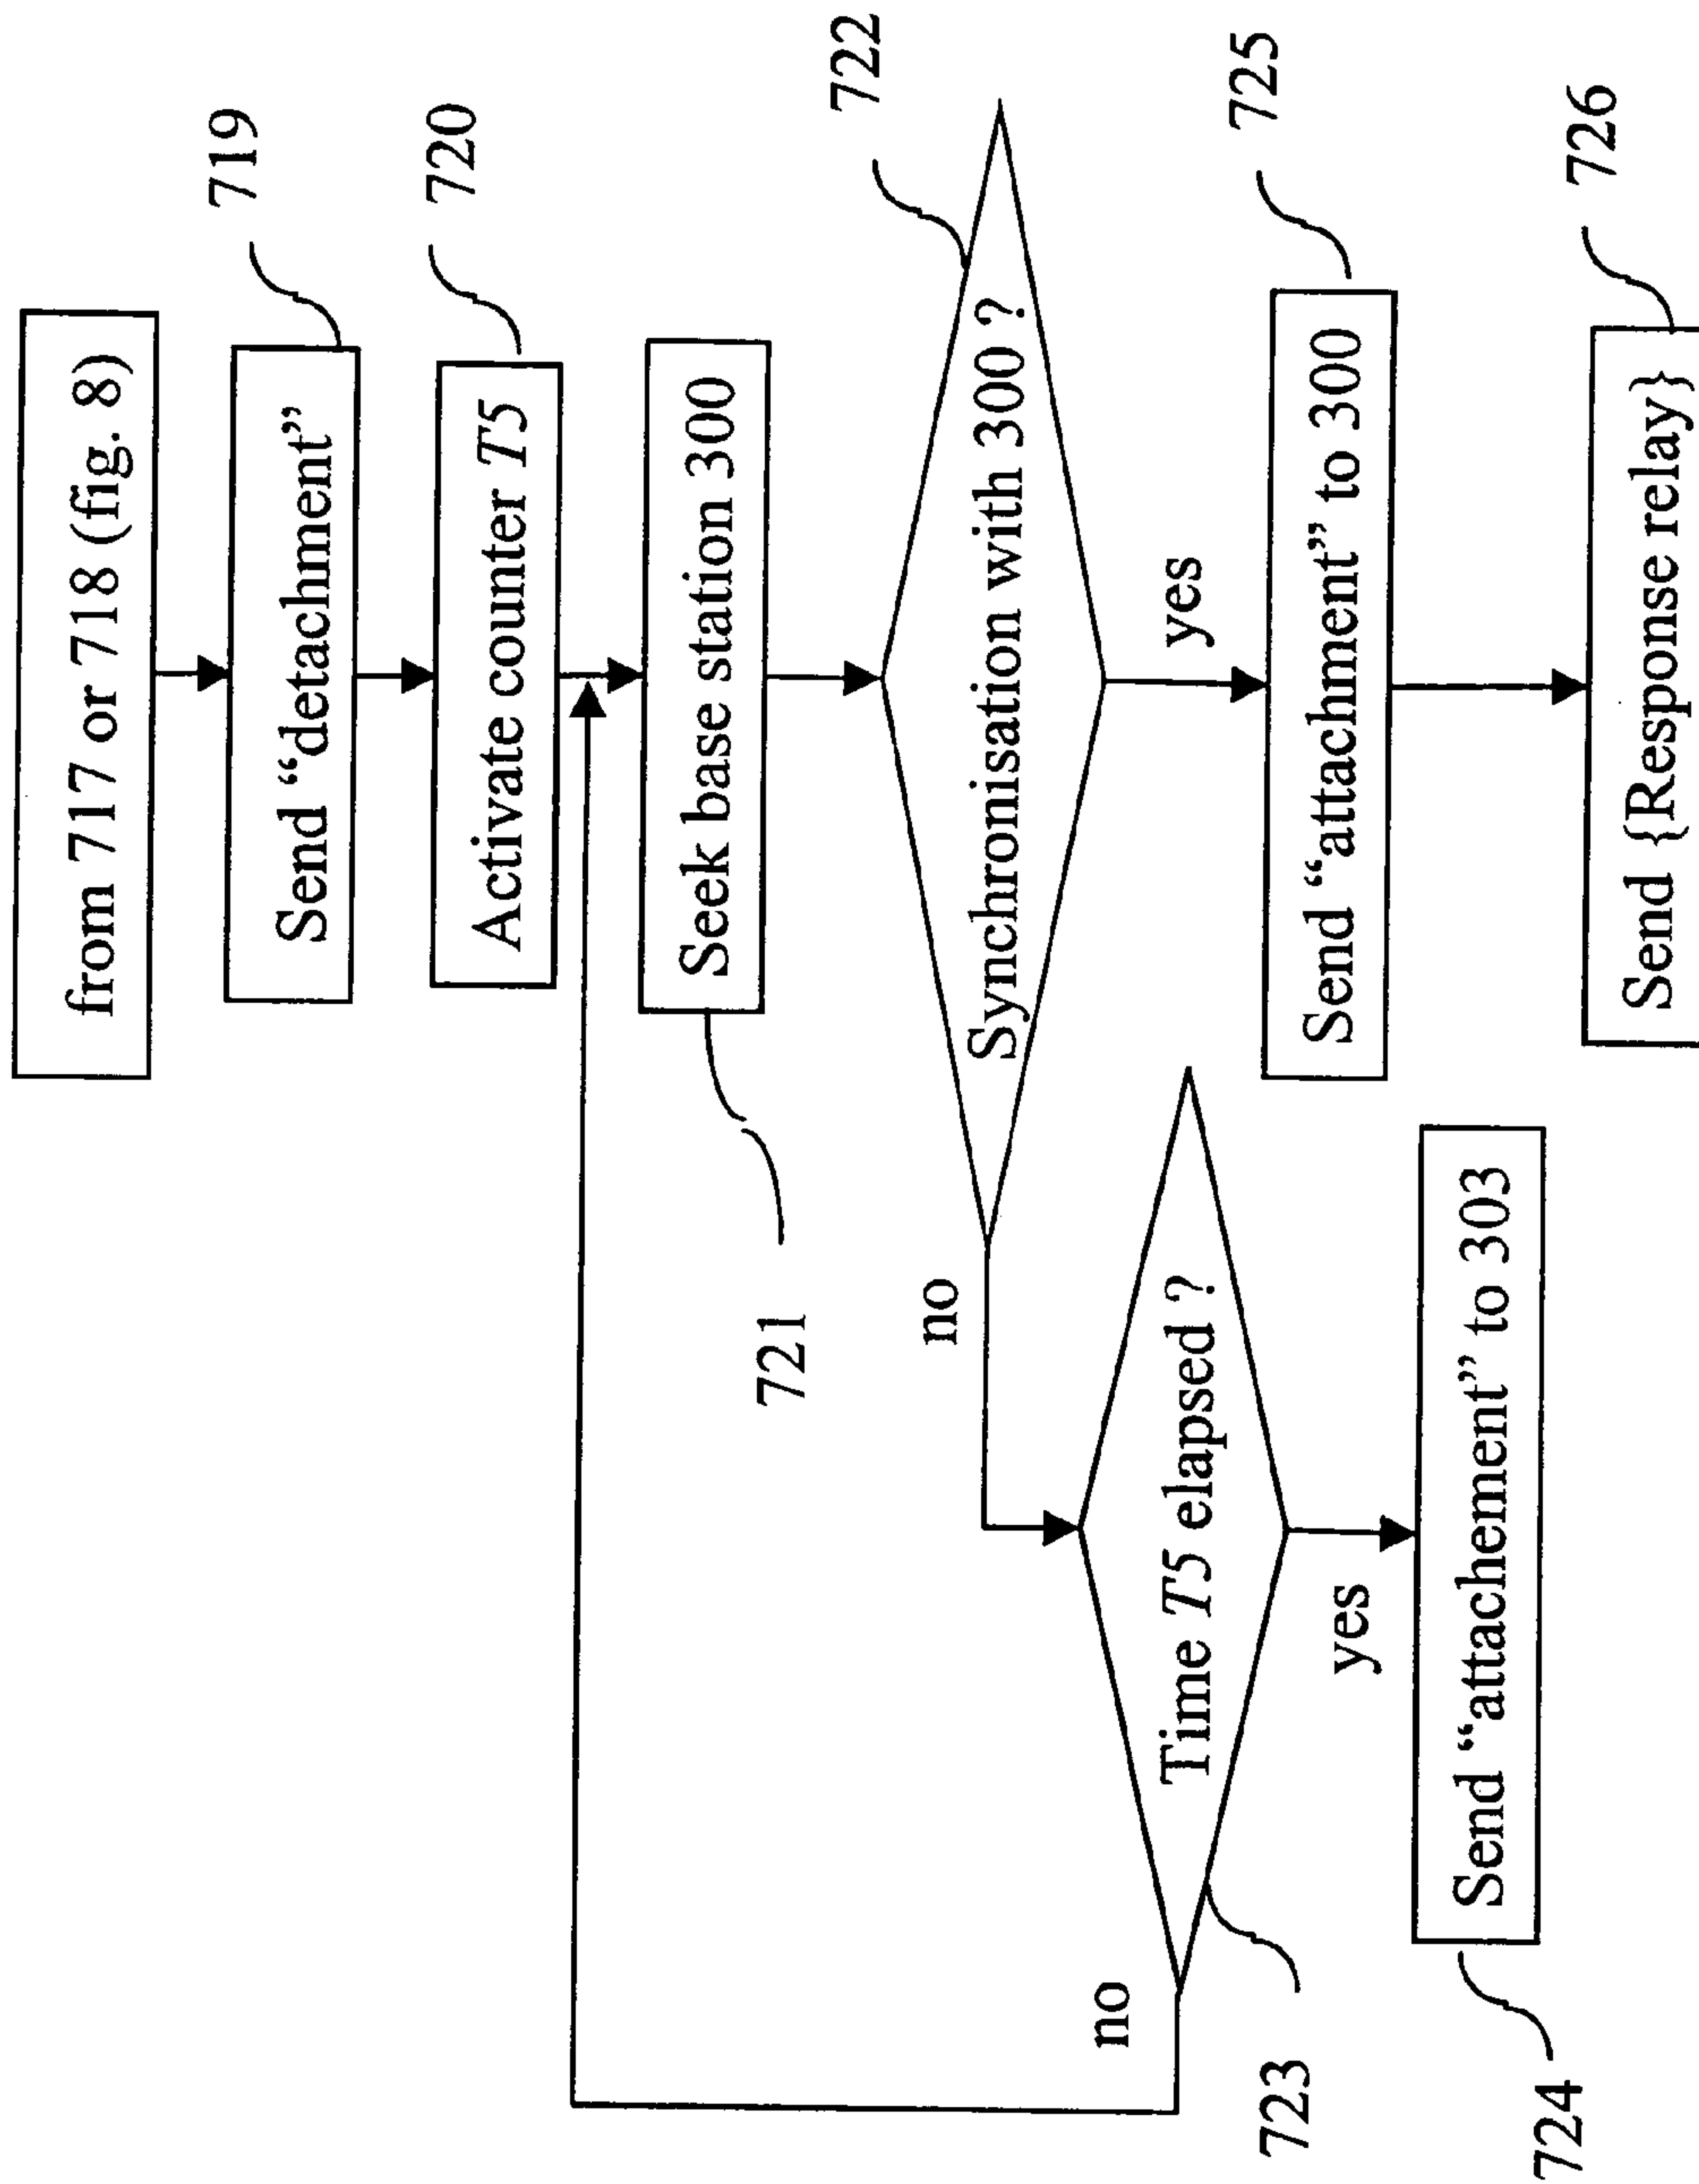 from 717 or 718 (fig. 8)
719
Send “detachment”
720
Activate counter T5
721
Seek base station 300
722
Synchronisation with 300 ?
no
yes
Time T5 elapsed ?
no
723
yes
725
Send “attachment” to 300
724
Send “attachement” to 303
726
Send {Response relay}